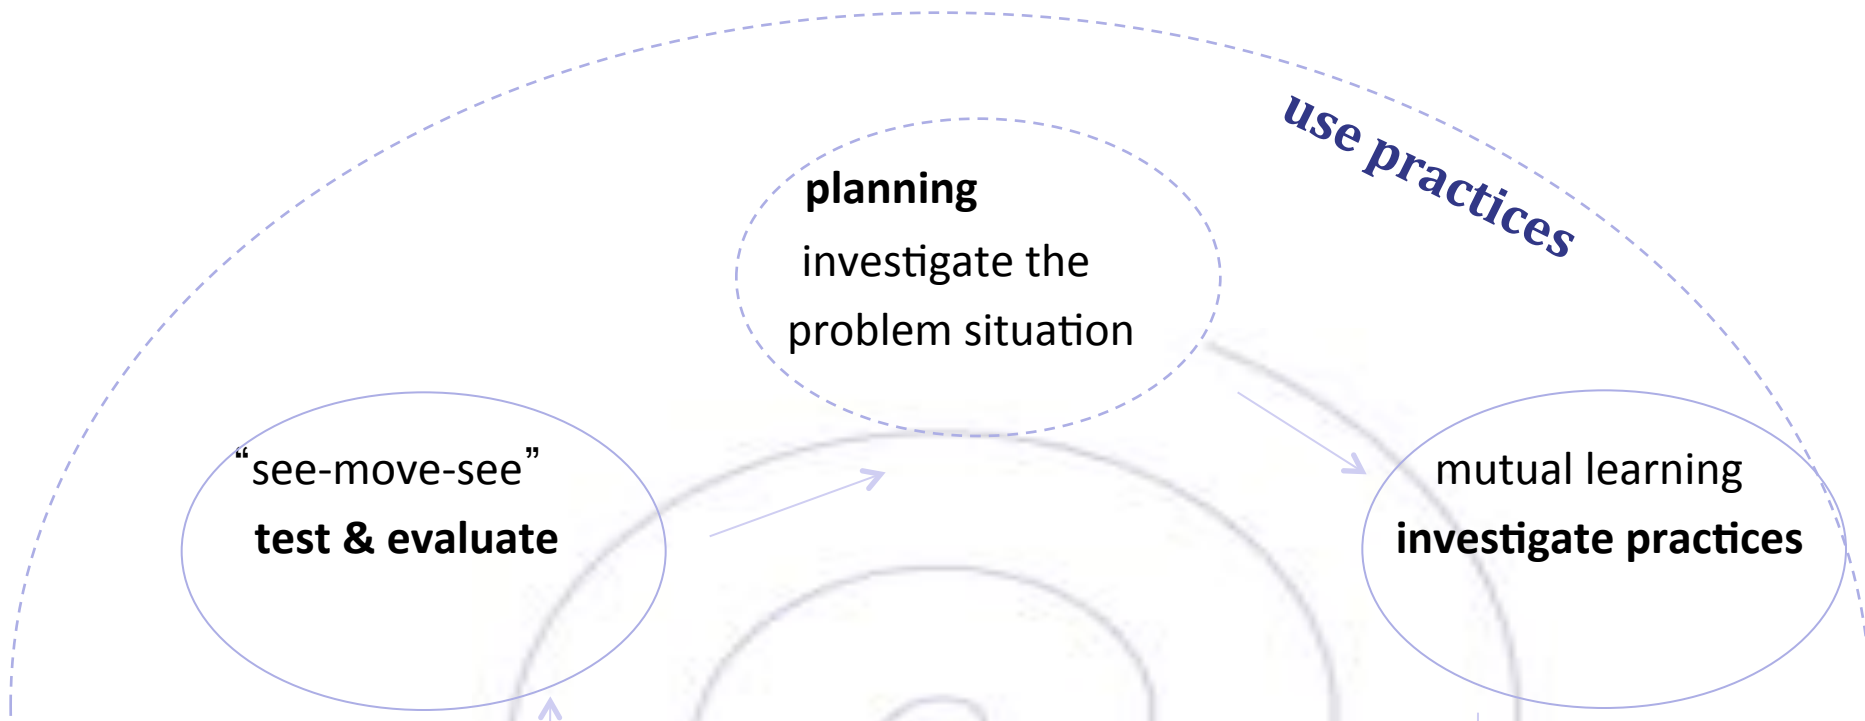 use practices
planning
investigate the
problem situation
“see-move-see”
test & evaluate
mutual learning
investigate practices